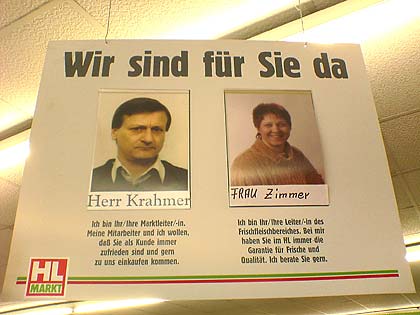 Wir sind für Sie da
Herr Krahmer
FRAU Zimmer
Ich bin Ihr/Ihre Marktleiter/-in.
Meine Mitarbeiter und ich wollen,
daß Sie als Kunde immer
zufrieden sind und gern
zu uns einkaufen kommen.
Ich bin Ihr/Ihre Leiter/-in des
Frischfleischbereiches. Bei mir
haben Sie im HL immer die
Garantie für Frische und
Qualität. Ich berate Sie gern.
HL
MARKT
HL
MARKT